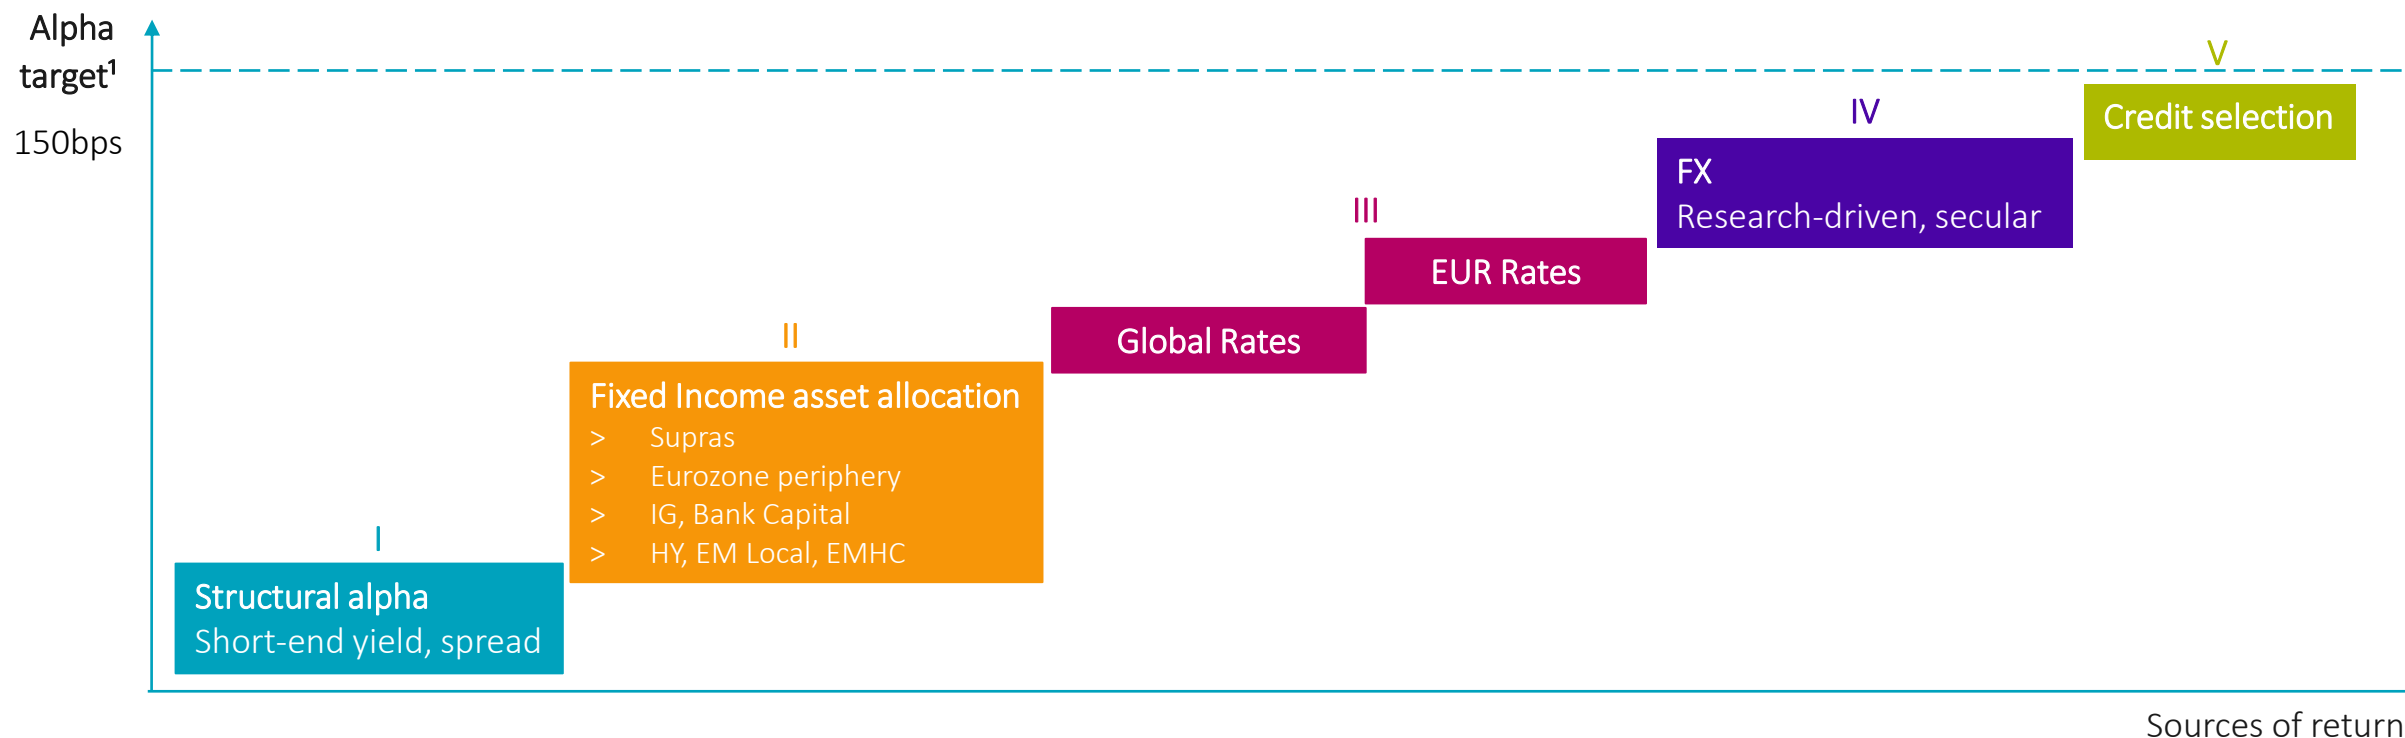 Alpha
target¹
150bps
I
Structural alpha
Short-end yield, spread
II
Fixed Income asset allocation
> Supras
> Eurozone periphery
> IG, Bank Capital
> HY, EM Local, EMHC
Global Rates
III
EUR Rates
IV
FX
Research-driven, secular
V
Credit selection
Sources of return